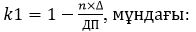 k1 = 1 − n×Δ/ДП, мұндағы: